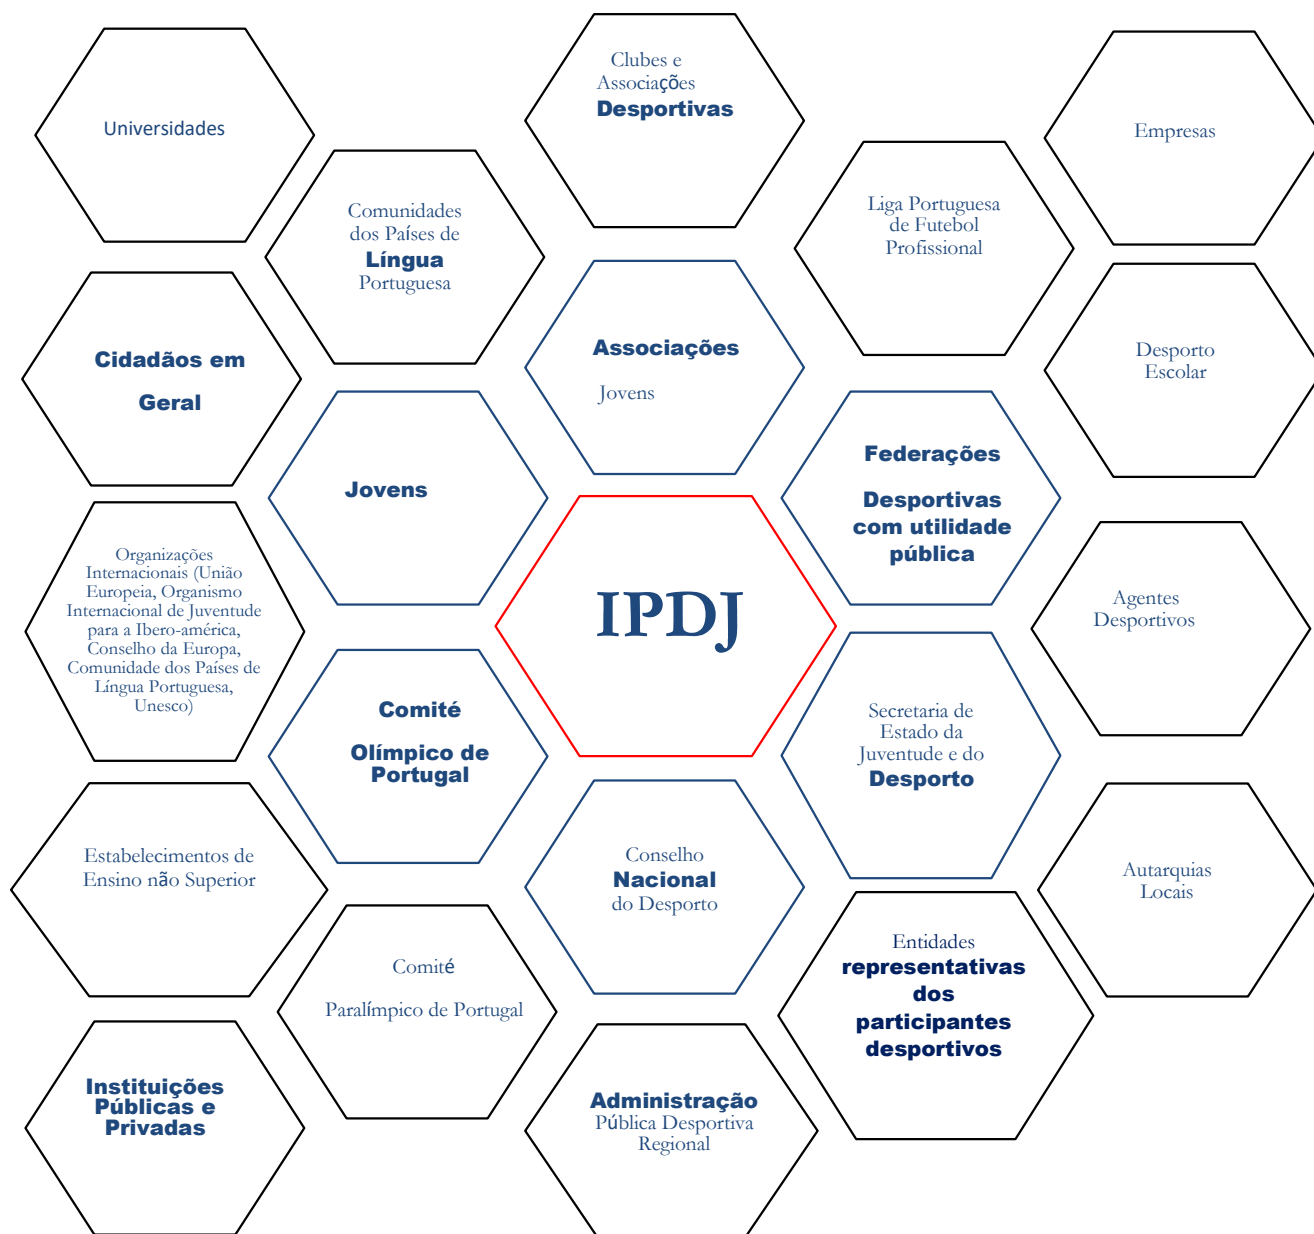 Universidades
Clubes e
Associações
Desportivas
Empresas
Comunidades
dos Países de
Língua
Portuguesa
Liga Portuguesa
de Futebol
Profissional
Cidadãos em
Geral
Associações
Jovens
Desporto
Escolar
Jovens
Federações
Desportivas
com utilidade
pública
Organizações
Internacionais (União
Europeia, Organismo
Internacional de Juventude
para a Ibero-américa,
Conselho da Europa,
Comunidade dos Países de
Língua Portuguesa,
Unesco)
IPDJ
Agentes
Desportivos
Comité
Olímpico de
Portugal
Secretaria de
Estado da
Juventude e do
Desporto
Estabelecimentos de
Ensino não Superior
Conselho
Nacional
do Desporto
Autarquias
Locais
Comité
Paralímpico de Portugal
Entidades
representativas
dos
participantes
desportivos
Instituições
Públicas e
Privadas
Administração
Pública Desportiva
Regional